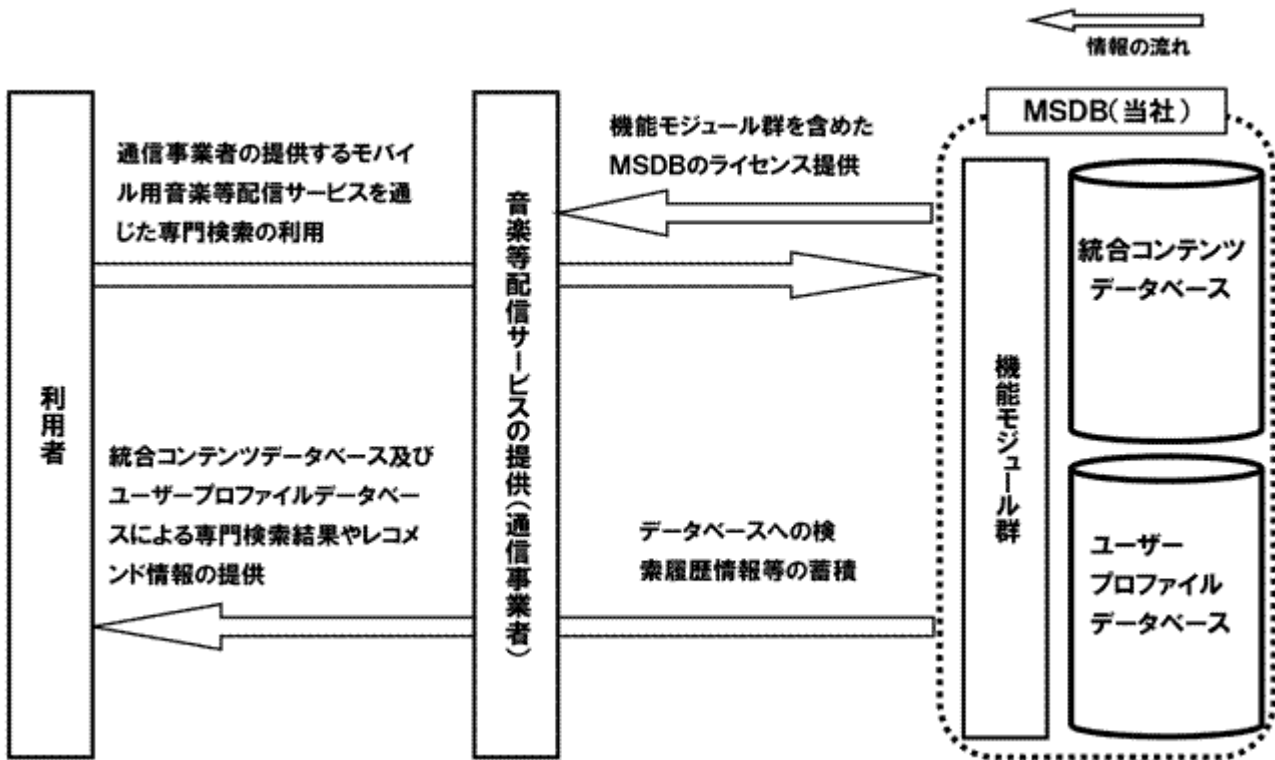 情報の流れ
MSDB(当社)
通信事業者の提供するモバイ
ル用音楽等配信サービスを通
じた専門検索の利用
機能モジュール群を含めた
MSDBのライセンス提供
利用者
統合コンテンツデータベース及び
ユーザープロファイルデータベー
スによる専門検索結果やレコメ
ンド情報の提供
音楽等配信サービスの提供(通信事業者)
データベースへの検
索履歴情報等の蓄積
機能モジュール群
統合コンテンツ
データベース
ユーザー
プロファイル
データベース